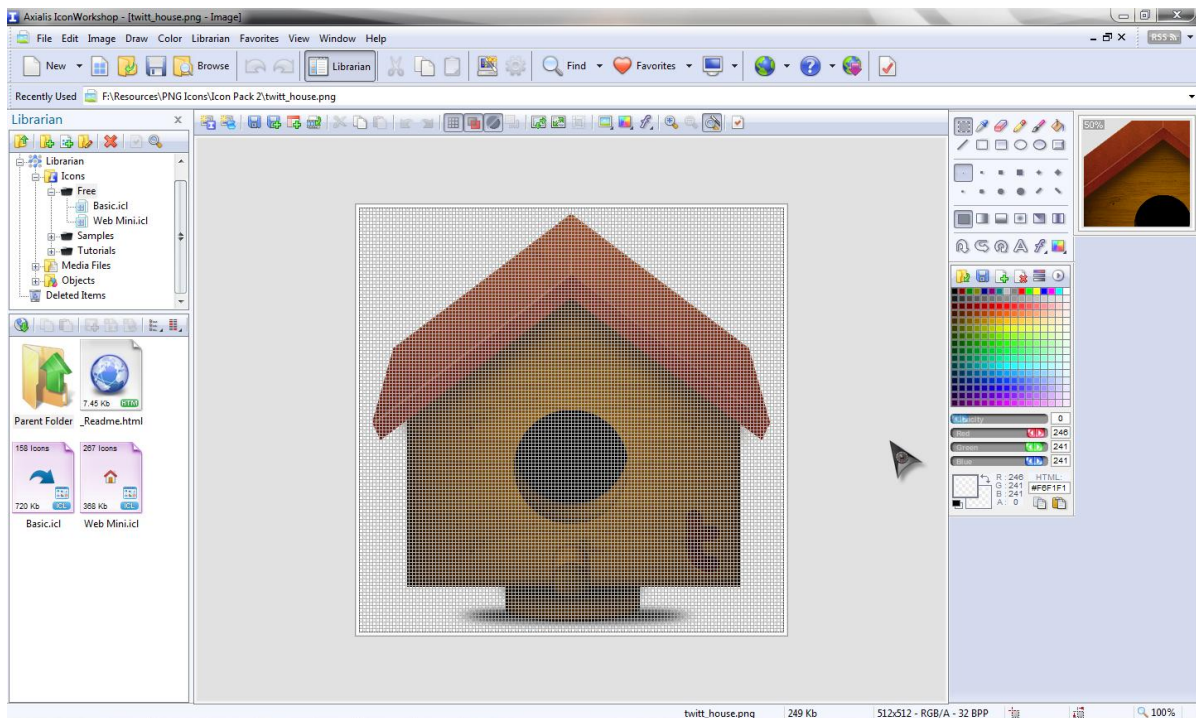 Axialis IconWorkshop - [twitt_house.png - Image]
File Edit Image Draw Color Librarian Favorites View Window Help
RSS
New Browse Librarian Find Favorites
Recently Used F:\Resources\PNG Icons\Icon Pack 2\twitt_house.png
Librarian
Librarian
Icons
Free
Basic.icl
Web Mini.icl
Samples
Tutorials
Media Files
Objects
Deleted Items
7.45 Kb HTM
Parent Folder _Readme.html
158 Icons 267 Icons
720 Kb ICL 368 Kb ICL
Basic.icl Web Mini.icl
t
50%
Opacity 0
Red 246
Green 241
Blue 241
R : 246 HTML:
G : 241 #F6F1F1
B : 241
A : 0
twitt_house.png 249 Kb 512x512 - RGB/A - 32 BPP 100%